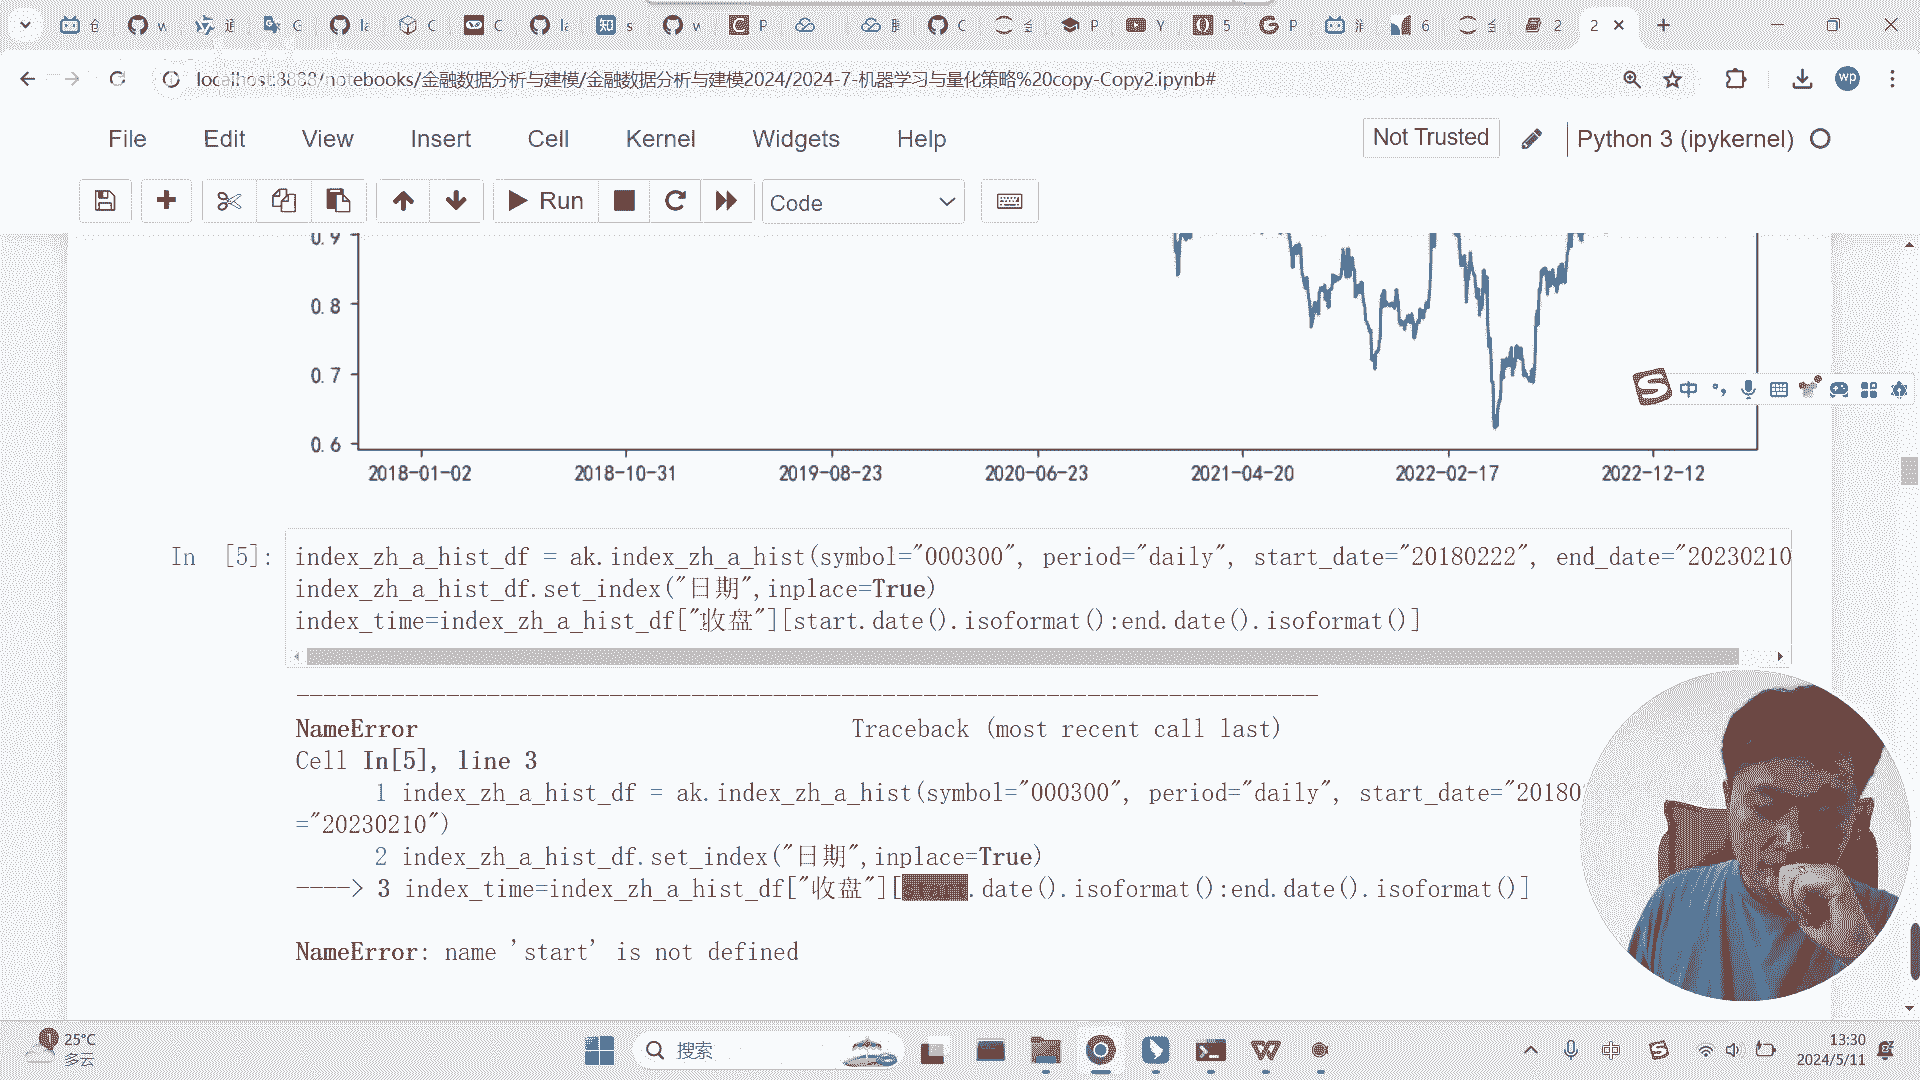 localhost:8888/notebooks/金融数据分析与建模/金融数据分析与建模2024/2024-7-机器学习与量化策略%20copy-Copy2.ipynb#
wp
File Edit View Insert Cell Kernel Widgets Help
Not Trusted
Python 3 (ipykernel)
Run
Code
0.9
0.8
0.7
0.6
2018-01-02 2018-10-31 2019-08-23 2020-06-23 2021-04-20 2022-02-17 2022-12-12
中
In [5]:
index_zh_a_hist_df = ak.index_zh_a_hist(symbol="000300", period="daily", start_date="20180222", end_date="20230210
index_zh_a_hist_df.set_index("日期",inplace=True)
index_time=index_zh_a_hist_df["收盘"][start.date().isoformat():end.date().isoformat()]
---------------------------------------------------------------------------
NameError Traceback (most recent call last)
Cell In[5], line 3
1 index_zh_a_hist_df = ak.index_zh_a_hist(symbol="000300", period="daily", start_date="2018
="20230210")
2 index_zh_a_hist_df.set_index("日期",inplace=True)
----> 3 index_time=index_zh_a_hist_df["收盘"][start.date().isoformat():end.date().isoformat()]
NameError: name 'start' is not defined
25°C
多云
搜索
中
13:30
2024/5/11